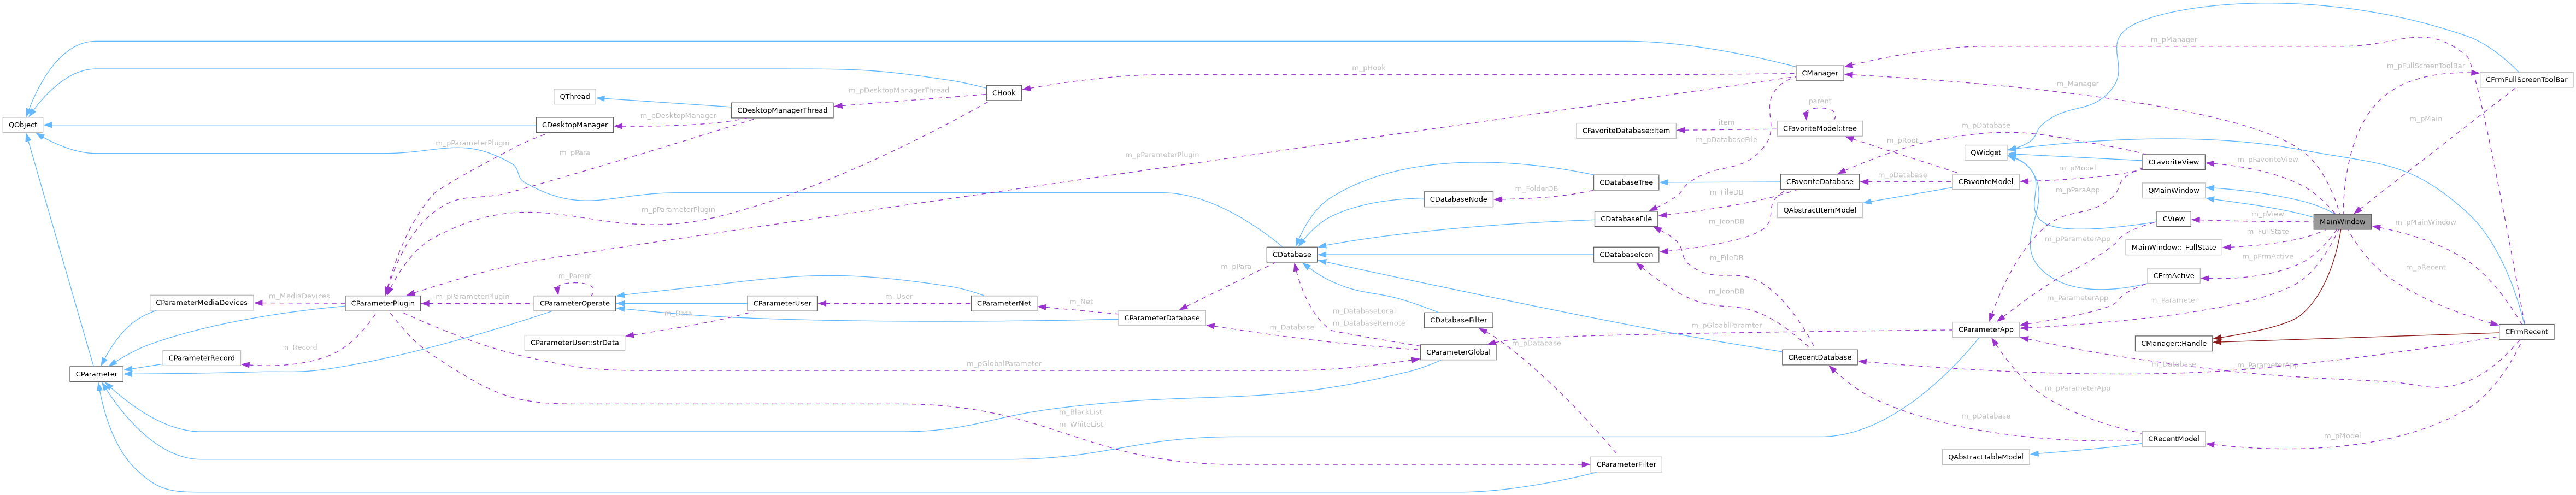 m_pManager
m_pFullScreenToolBar
m_pHook
CManager
CFrmFullScreenToolBar
m_Manager
CHook
m_pDesktopManagerThread
QThread
CDesktopManagerThread
parent
m_pMain
m_pDesktopManager
item
CFavoriteModel::tree
m_pDatabase
QObject
CDesktopManager
CFavoriteDatabase::Item
m_pDatabaseFile
m_pRoot
m_pParameterPlugin
m_pPara
m_pParameterPlugin
QWidget
CFavoriteView
m_pFavoriteView
m_pModel
m_pDatabase
CDatabaseTree
CFavoriteDatabase
CFavoriteModel
m_FolderDB
m_FileDB
m_pParaApp
QMainWindow
CDatabaseNode
QAbstractItemModel
m_pParameterPlugin
CDatabaseFile
m_IconDB
CView
m_pView
MainWindow
m_pMainWindow
m_FullState
m_pParameterApp
MainWindow::_FullState
CDatabase
CDatabaseIcon
m_FileDB
m_pFrmActive
m_pPara
m_pRecent
m_Parent
CFrmActive
m_IconDB
m_MediaDevices
m_pParameterPlugin
m_User
m_Net
m_ParameterApp
m_Parameter
CParameterMediaDevices
CParameterPlugin
CParameterOperate
CParameterUser
CParameterNet
m_Data
CParameterDatabase
m_DatabaseLocal
m_DatabaseRemote
CDatabaseFilter
m_Database
m_pGloablParamter
CParameterApp
CFrmRecent
CParameterUser::strData
m_pDatabase
CManager::Handle
m_Record
CParameterRecord
CParameterGlobal
CRecentDatabase
m_pGlobalParameter
m_Database
m_pParameterApp
CParameter
m_pParameterApp
m_BlackList
m_WhiteList
m_pDatabase
CRecentModel
m_pModel
QAbstractTableModel
CParameterFilter